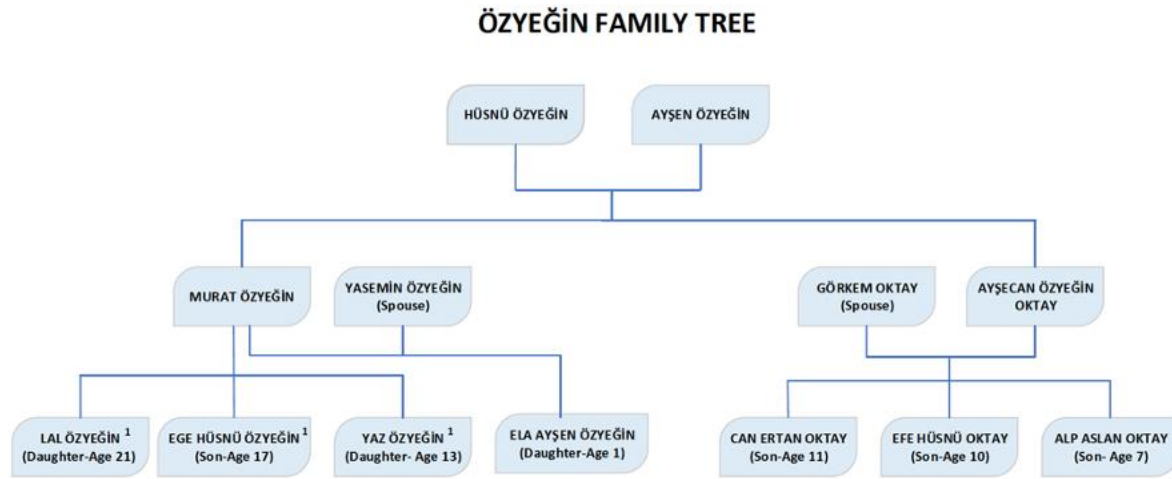 ÖZYEĞİN FAMILY TREE
HÜSNÜ ÖZYEĞİN
AYŞEN ÖZYEĞİN
MURAT ÖZYEĞİN
YASEMİN ÖZYEĞİN
(Spouse)
GÖRKEM OKTAY
(Spouse)
AYŞECAN ÖZYEĞİN
OKTAY
LAL ÖZYEĞİN 1
(Daughter-Age 21)
EGE HÜSNÜ ÖZYEĞİN 1
(Son-Age 17)
YAZ ÖZYEĞİN 1
(Daughter- Age 13)
ELA AYŞEN ÖZYEĞİN
(Daughter-Age 1)
CAN ERTAN OKTAY
(Son-Age 11)
EFE HÜSNÜ OKTAY
(Son-Age 10)
ALP ASLAN OKTAY
(Son- Age 7)